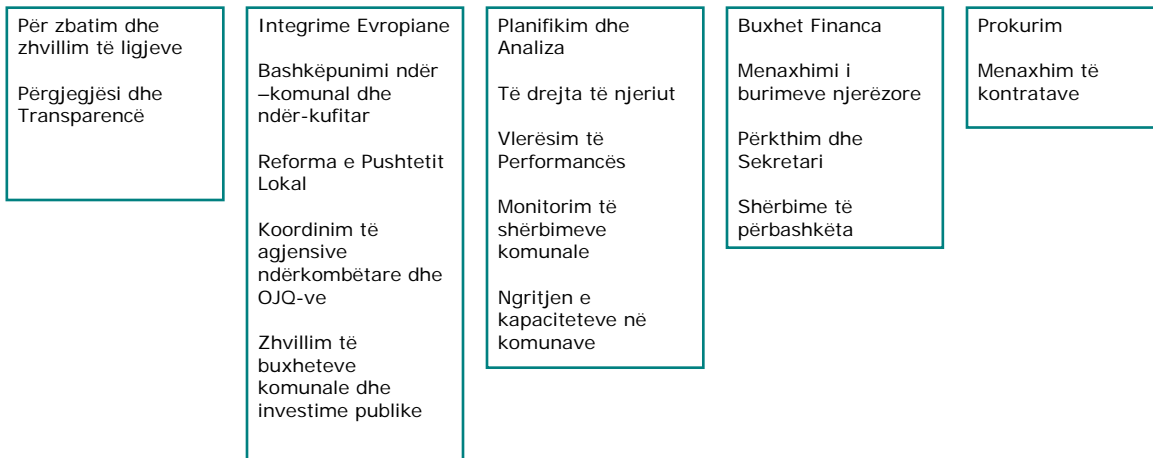 Për zbatim dhe
zhvillim të ligjeve
Përgjegjësi dhe
Transparencë
Integrime Evropiane
Bashkëpunimi ndër
–komunal dhe
ndër-kufitar
Reforma e Pushtetit
Lokal
Koordinim të
agjensive
ndërkombëtare dhe
OJQ-ve
Zhvillim të
buxheteve
komunale dhe
investime publike
Planifikim dhe
Analiza
Të drejta të njeriut
Vlerësim të
Performancës
Monitorim të
shërbimeve
komunale
Ngritjen e
kapaciteteve në
komunave
Buxhet Financa
Menaxhimi i
burimeve njerëzore
Përkthim dhe
Sekretari
Shërbime të
përbashkëta
Prokurim
Menaxhim të
kontratave